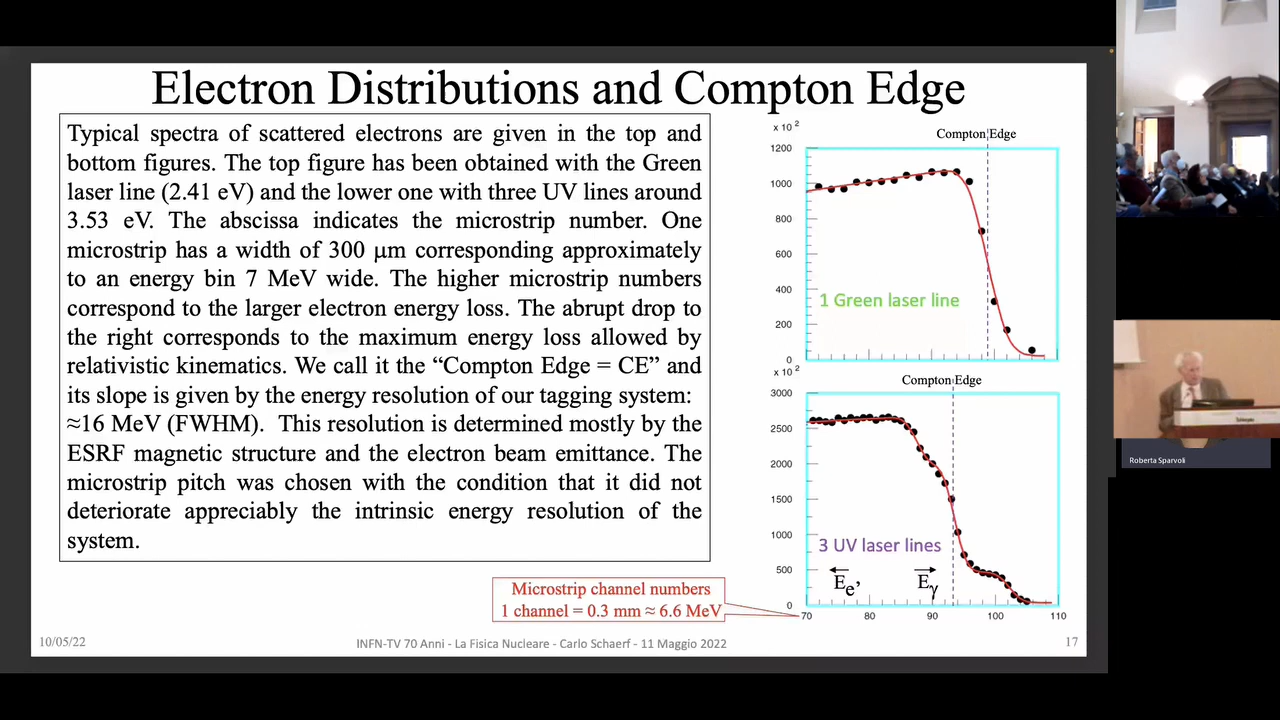 Electron Distributions and Compton Edge
Typical spectra of scattered electrons are given in the top and
bottom figures. The top figure has been obtained with the Green
laser line (2.41 eV) and the lower one with three UV lines around
3.53 eV. The abscissa indicates the microstrip number. One
microstrip has a width of 300 μm corresponding approximately
to an energy bin 7 MeV wide. The higher microstrip numbers
correspond to the larger electron energy loss. The abrupt drop to
the right corresponds to the maximum energy loss allowed by
relativistic kinematics. We call it the “Compton Edge = CE” and
its slope is given by the energy resolution of our tagging system:
≈16 MeV (FWHM). This resolution is determined mostly by the
ESRF magnetic structure and the electron beam emittance. The
microstrip pitch was chosen with the condition that it did not
deteriorate appreciably the intrinsic energy resolution of the
system.
x 10 2
Compton Edge
1200
1000
800
600
400
200
0
1 Green laser line
x 10 2
Compton Edge
3000
2500
2000
1500
1000
500
0
3 UV laser lines
Ee’
Eγ
70 80 90 100 110
Microstrip channel numbers
1 channel = 0.3 mm ≈ 6.6 MeV
10/05/22
INFN-TV 70 Anni - La Fisica Nucleare - Carlo Schaerf - 11 Maggio 2022
17
Roberta Sparvoli